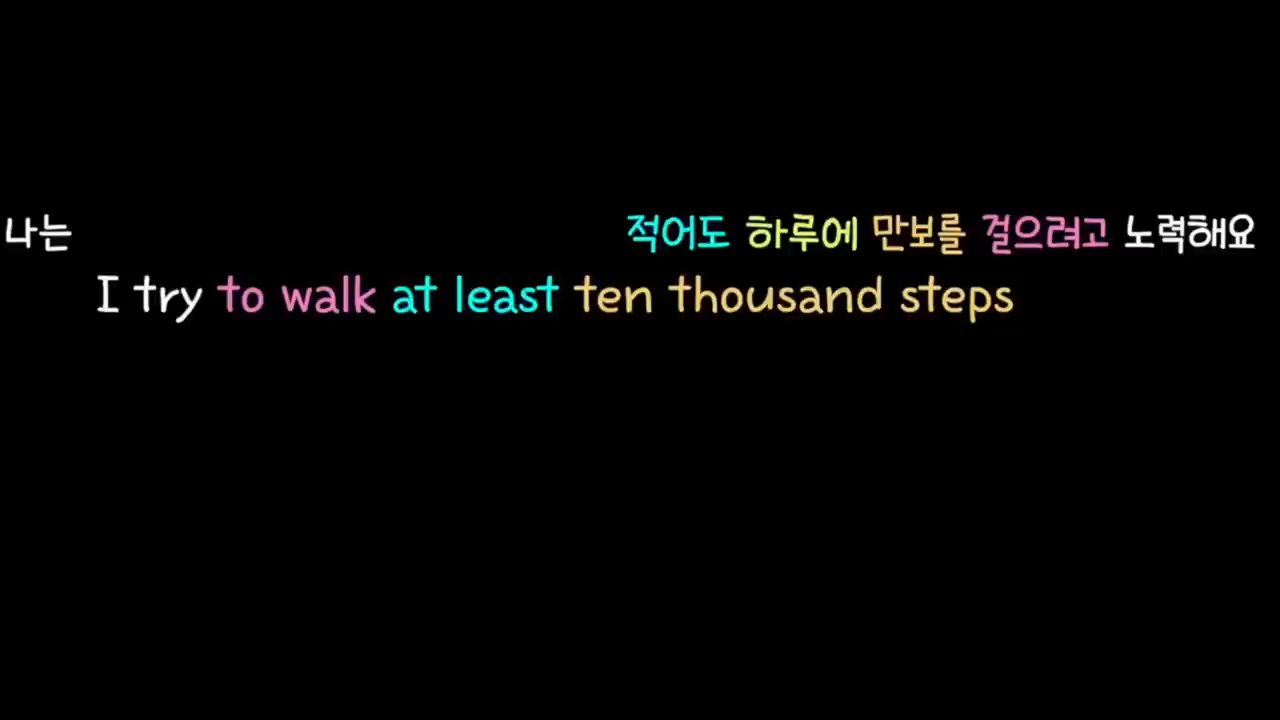 나는 적어도 하루에 만보를 걸으려고 노력해요
I try to walk at least ten thousand steps